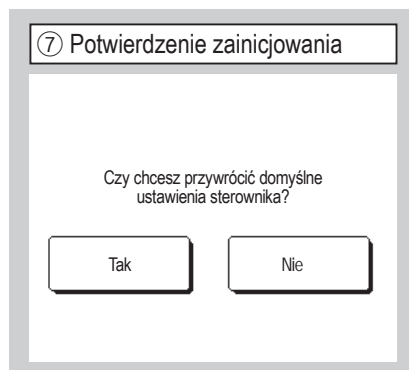 ⑦ Potwierdzenie zainicjowania
Czy chcesz przywrócić domyślne
ustawienia sterownika?
Tak
Nie